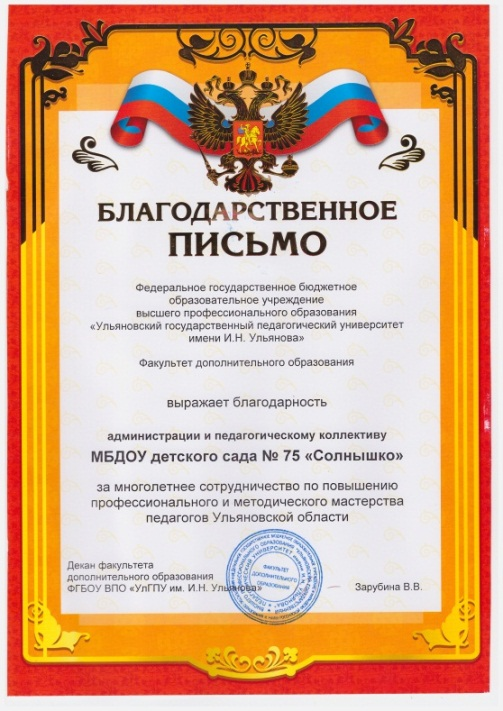 БЛАГОДАРСТВЕННОЕ
ПИСЬМО
Федеральное государственное бюджетное
образовательное учреждение
высшего профессионального образования
«Ульяновский государственный педагогический университет
имени И.Н. Ульянова»
Факультет дополнительного образования
выражает благодарность
администрации и педагогическому коллективу
МБДОУ детского сада № 75 «Солнышко»
за многолетнее сотрудничество по повышению
профессионального и методического мастерства
педагогов Ульяновской области
Декан факультета
дополнительного образования
ФГБОУ ВПО «УлГПУ им. И.Н. Ульянова»
Зарубина В.В.
ФАКУЛЬТЕТ
ДОПОЛНИТЕЛЬНОГО
ОБРАЗОВАНИЯ